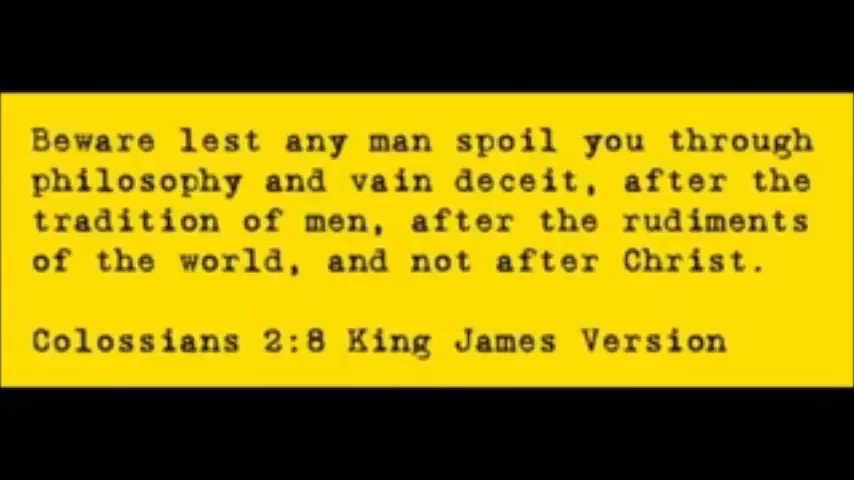 Beware lest any man spoil you through
philosophy and vain deceit, after the
tradition of men, after the rudiments
of the world, and not after Christ.
Colossians 2:8 King James Version